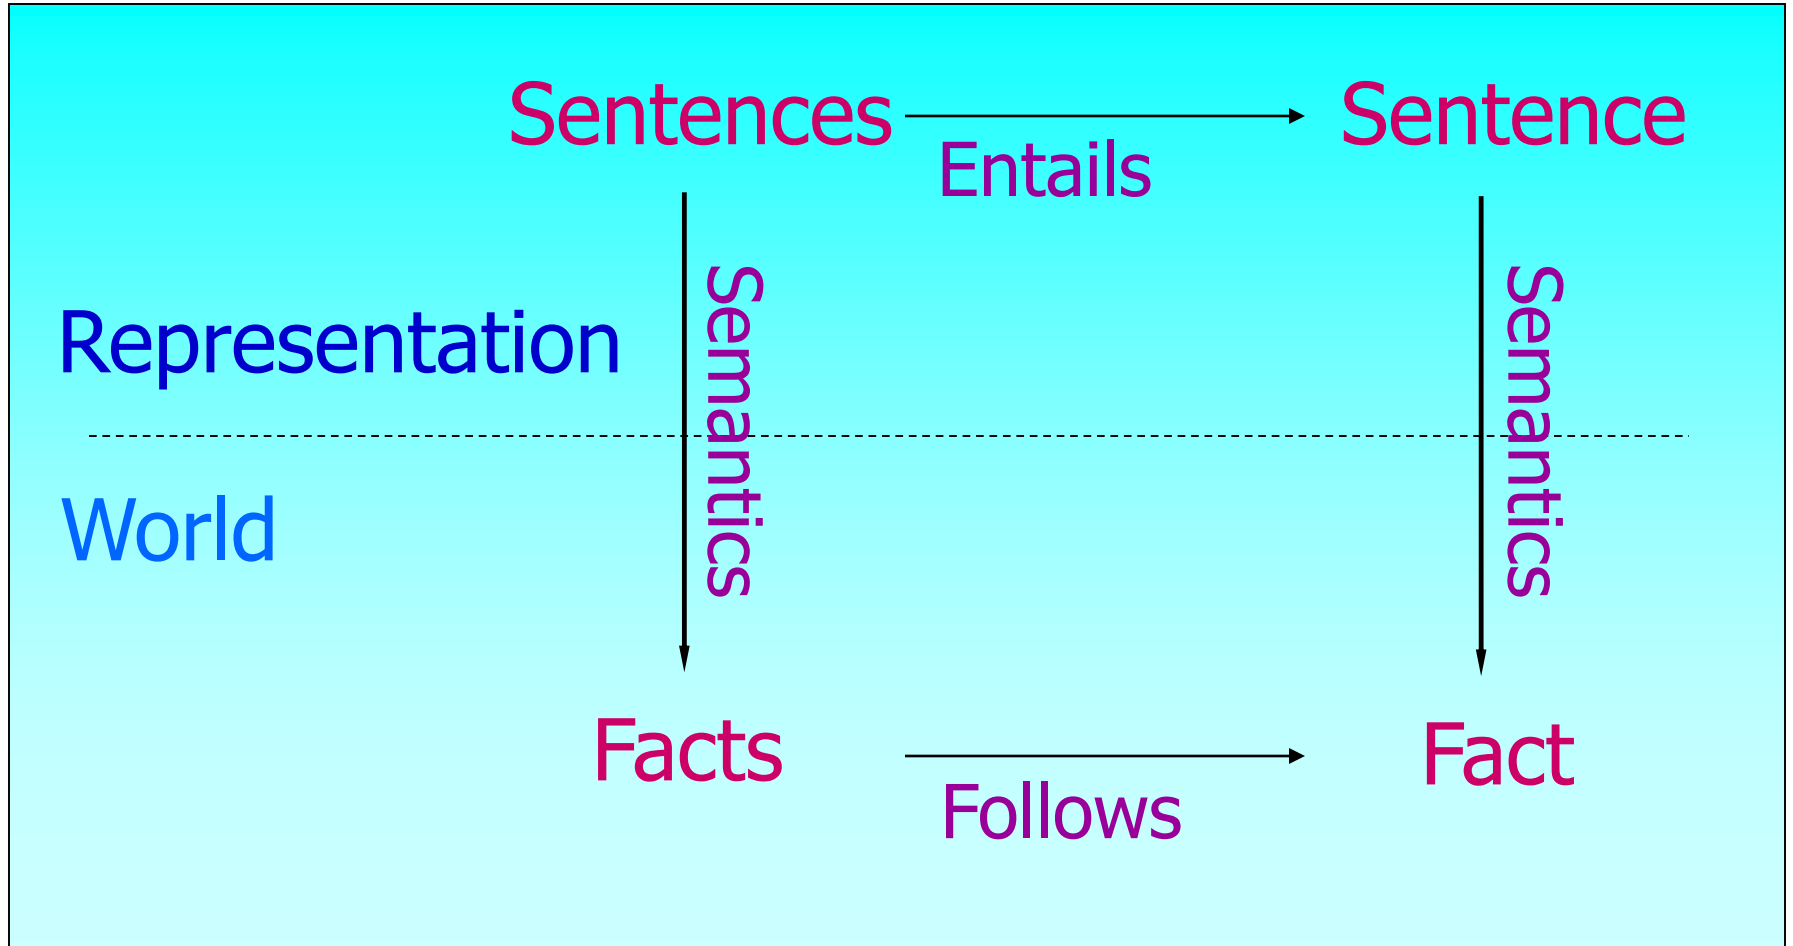 Sentences
Sentence
Entails
Semantics
Semantics
Representation
World
Facts
Fact
Follows